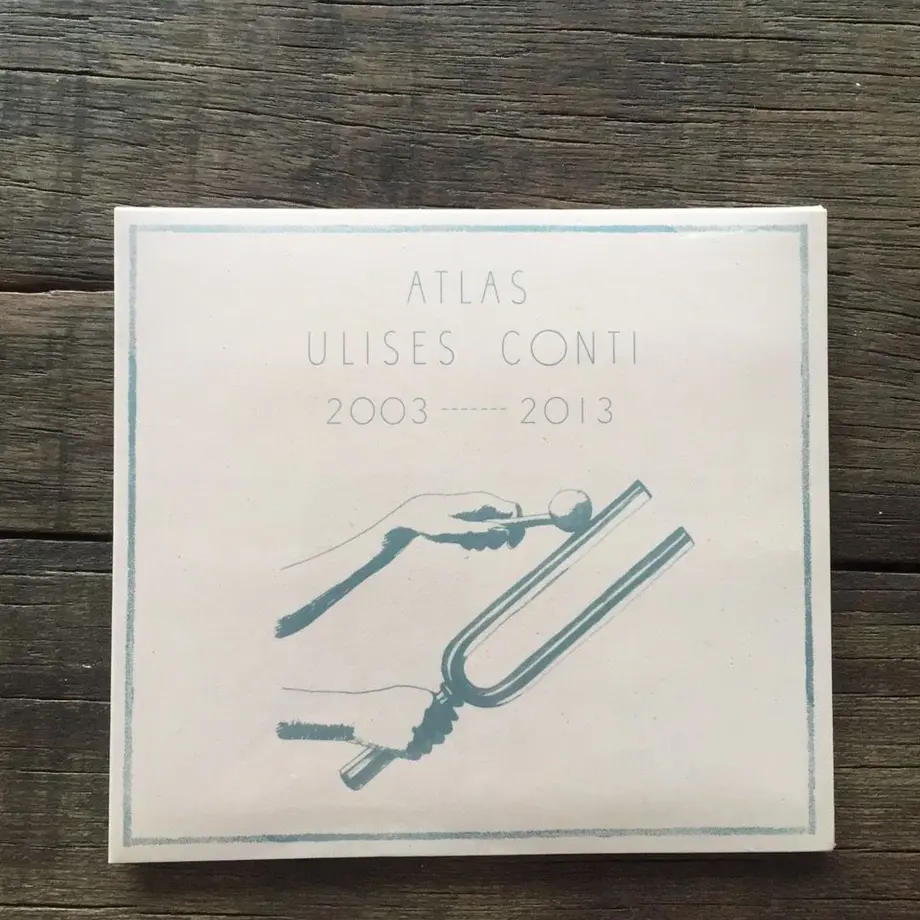 ATLAS
ULISES CONTI
2003 ------- 2013